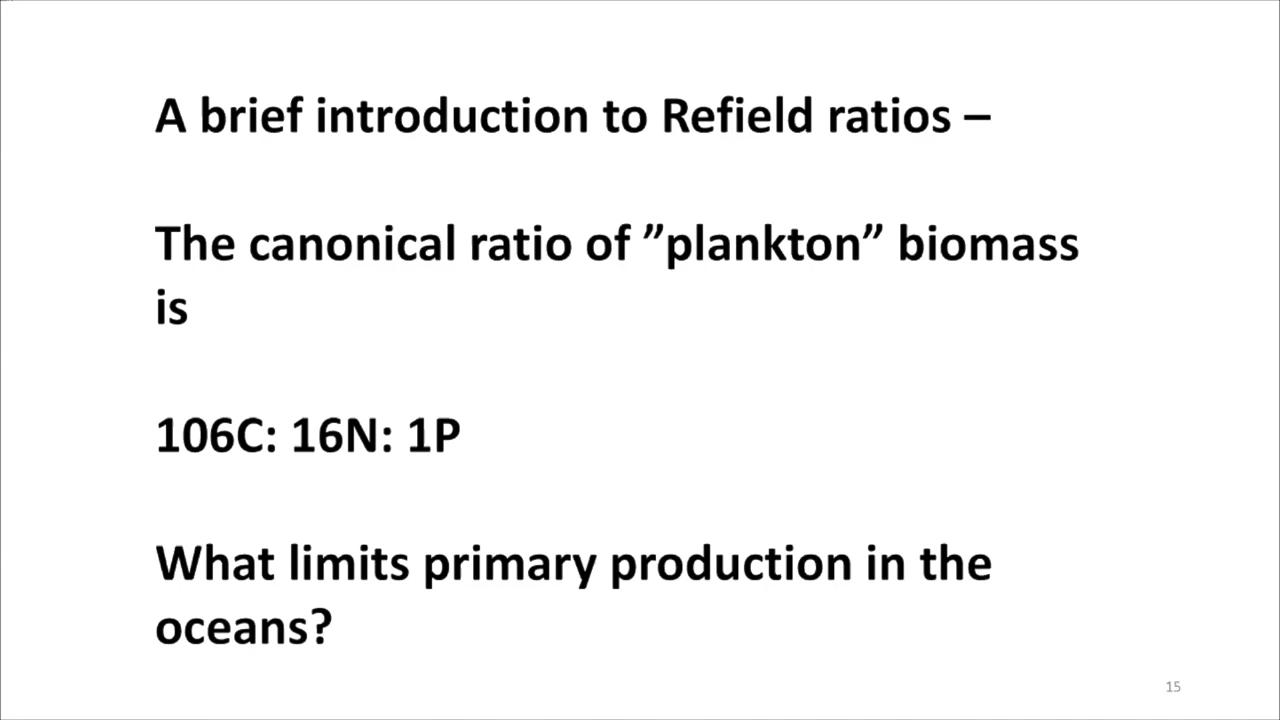 A brief introduction to Refield ratios –
The canonical ratio of ”plankton” biomass
is
106C: 16N: 1P
What limits primary production in the
oceans?
15